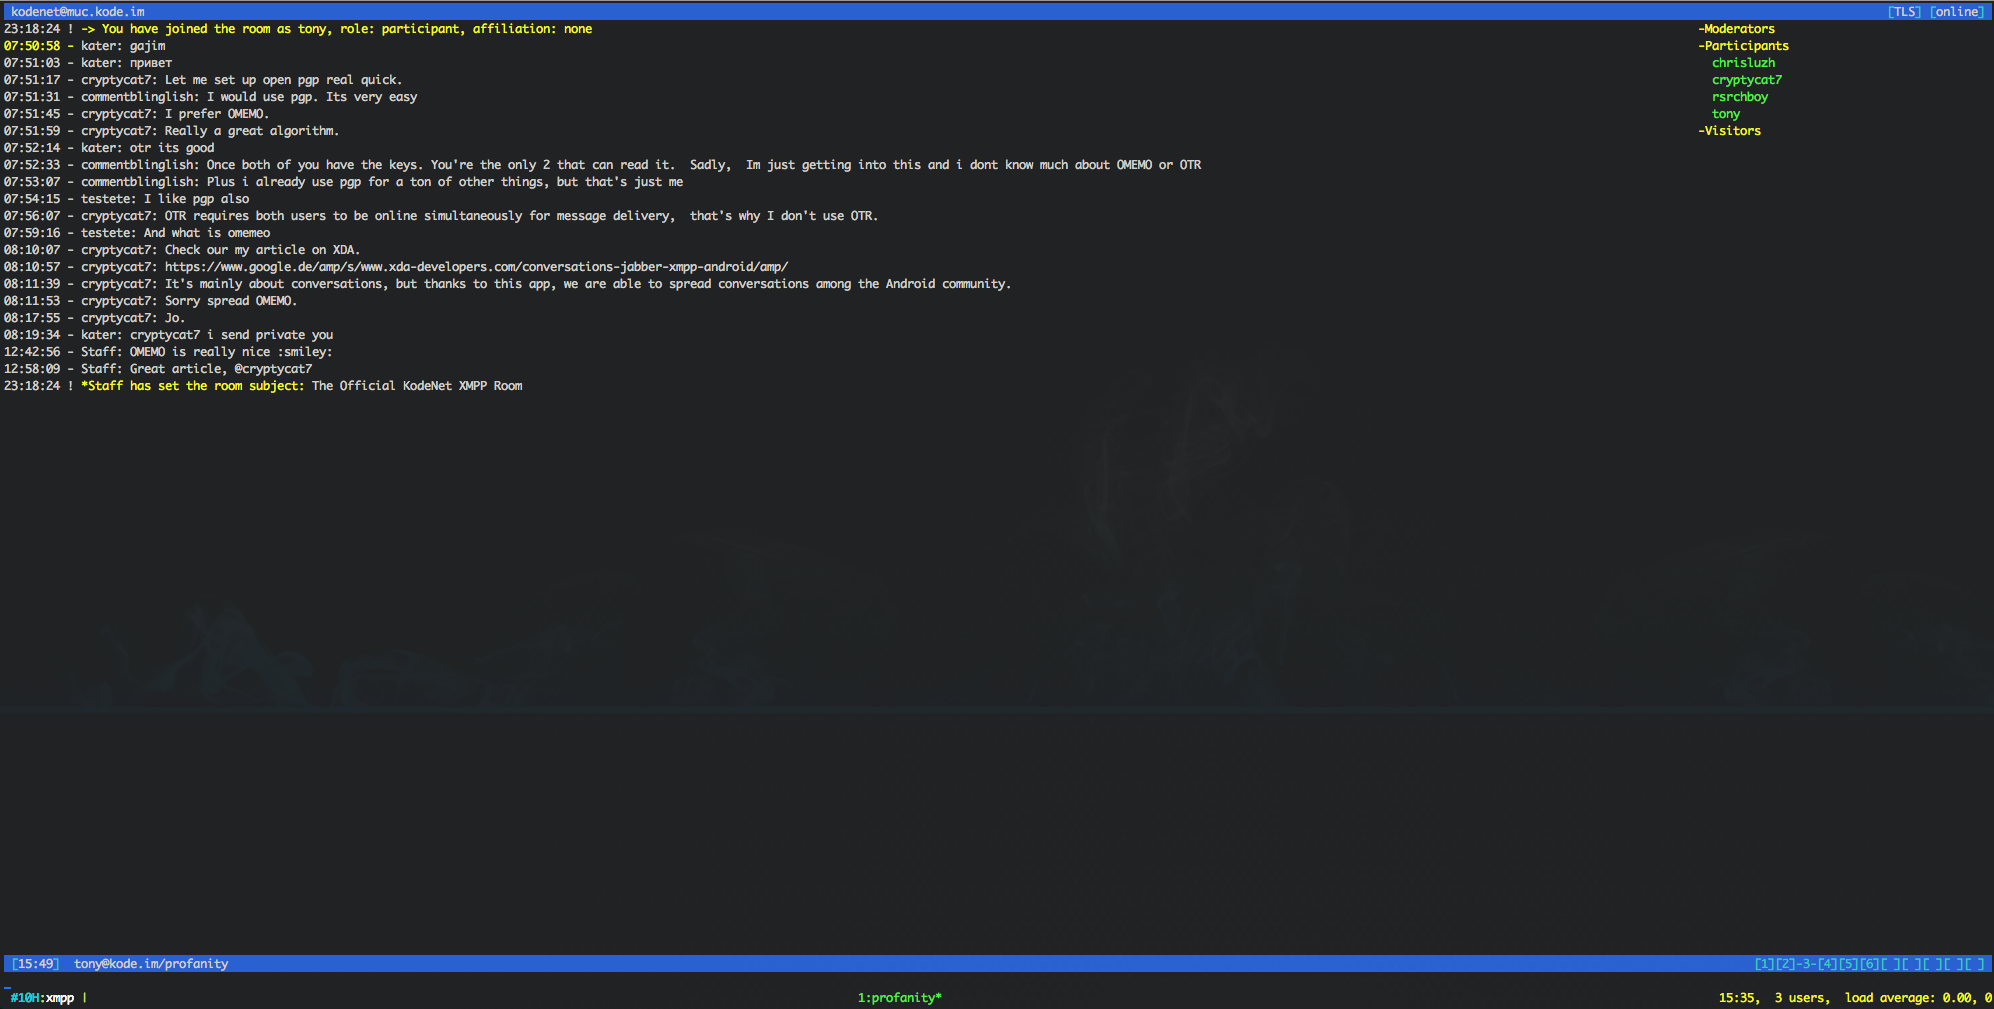 kodenet@muc.kode.im [TLS] [online]
23:18:24 ! -> You have joined the room as tony, role: participant, affiliation: none
-Moderators
07:50:58 - kater: gajim
-Participants
07:51:03 - kater: привет
chrisluzh
07:51:17 - cryptycat7: Let me set up open pgp real quick.
cryptycat7
07:51:31 - commentblinglish: I would use pgp. Its very easy
rsrchboy
07:51:45 - cryptycat7: I prefer OMEMO.
tony
07:51:59 - cryptycat7: Really a great algorithm.
-Visitors
07:52:14 - kater: otr its good
07:52:33 - commentblinglish: Once both of you have the keys. You're the only 2 that can read it.  Sadly,  Im just getting into this and i dont know much about OMEMO or OTR
07:53:07 - commentblinglish: Plus i already use pgp for a ton of other things, but that's just me
07:54:15 - testete: I like pgp also
07:56:07 - cryptycat7: OTR requires both users to be online simultaneously for message delivery,  that's why I don't use OTR.
07:59:16 - testete: And what is omemeo
08:10:07 - cryptycat7: Check our my article on XDA.
08:10:57 - cryptycat7: https://www.google.de/amp/s/www.xda-developers.com/conversations-jabber-xmpp-android/amp/
08:11:39 - cryptycat7: It's mainly about conversations, but thanks to this app, we are able to spread conversations among the Android community.
08:11:53 - cryptycat7: Sorry spread OMEMO.
08:17:55 - cryptycat7: Jo.
08:19:34 - kater: cryptycat7 i send private you
12:42:56 - Staff: OMEMO is really nice :smiley:
12:58:09 - Staff: Great article, @cryptycat7
23:18:24 ! *Staff has set the room subject: The Official KodeNet XMPP Room
[15:49] tony@kode.im/profanity [1][2]-3-[4][5][6][ ][ ][ ][ ][ ]
#10H:xmpp | 1:profanity* 15:35,  3 users,  load average: 0.00, 0